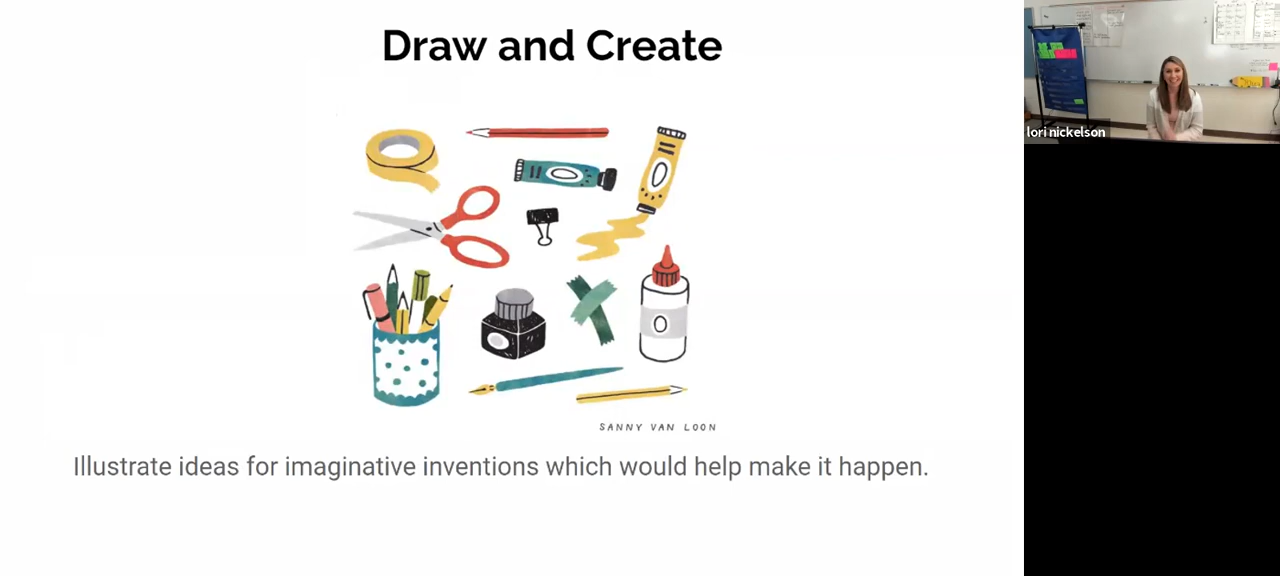 Draw and Create
SANNY VAN LOON
Illustrate ideas for imaginative inventions which would help make it happen.
lori nickelson